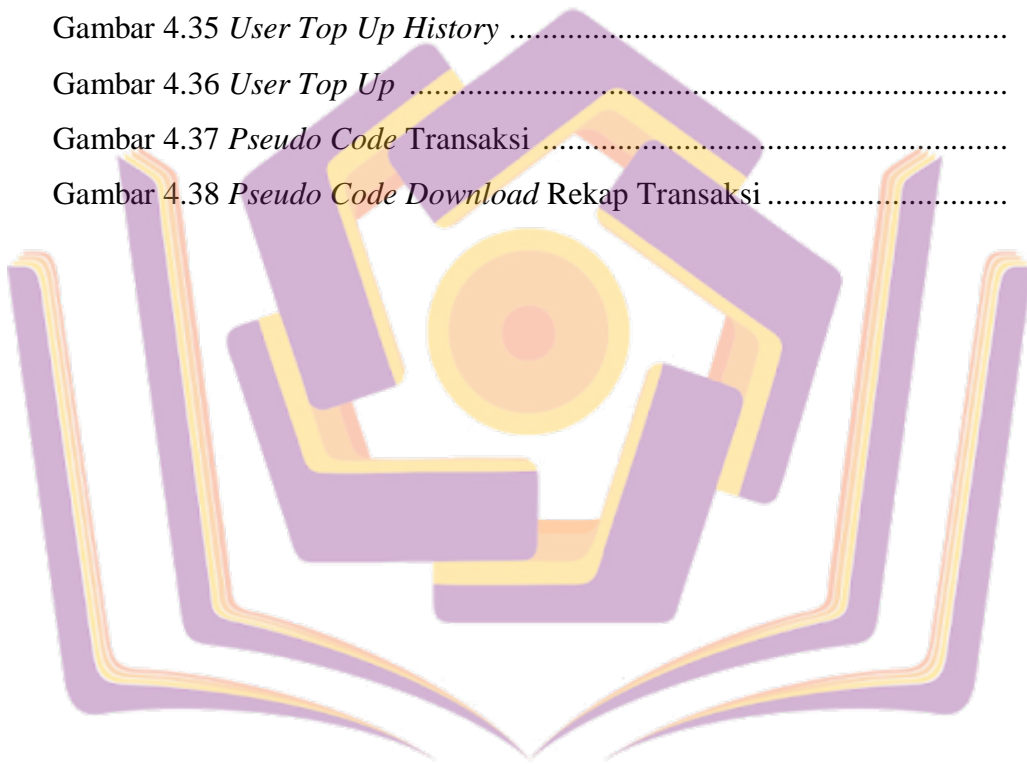 Gambar 4.35 User Top Up History ............................................................
Gambar 4.36 User Top Up ........................................................................
Gambar 4.37 Pseudo Code Transaksi ........................................................
Gambar 4.38 Pseudo Code Download Rekap Transaksi .............................